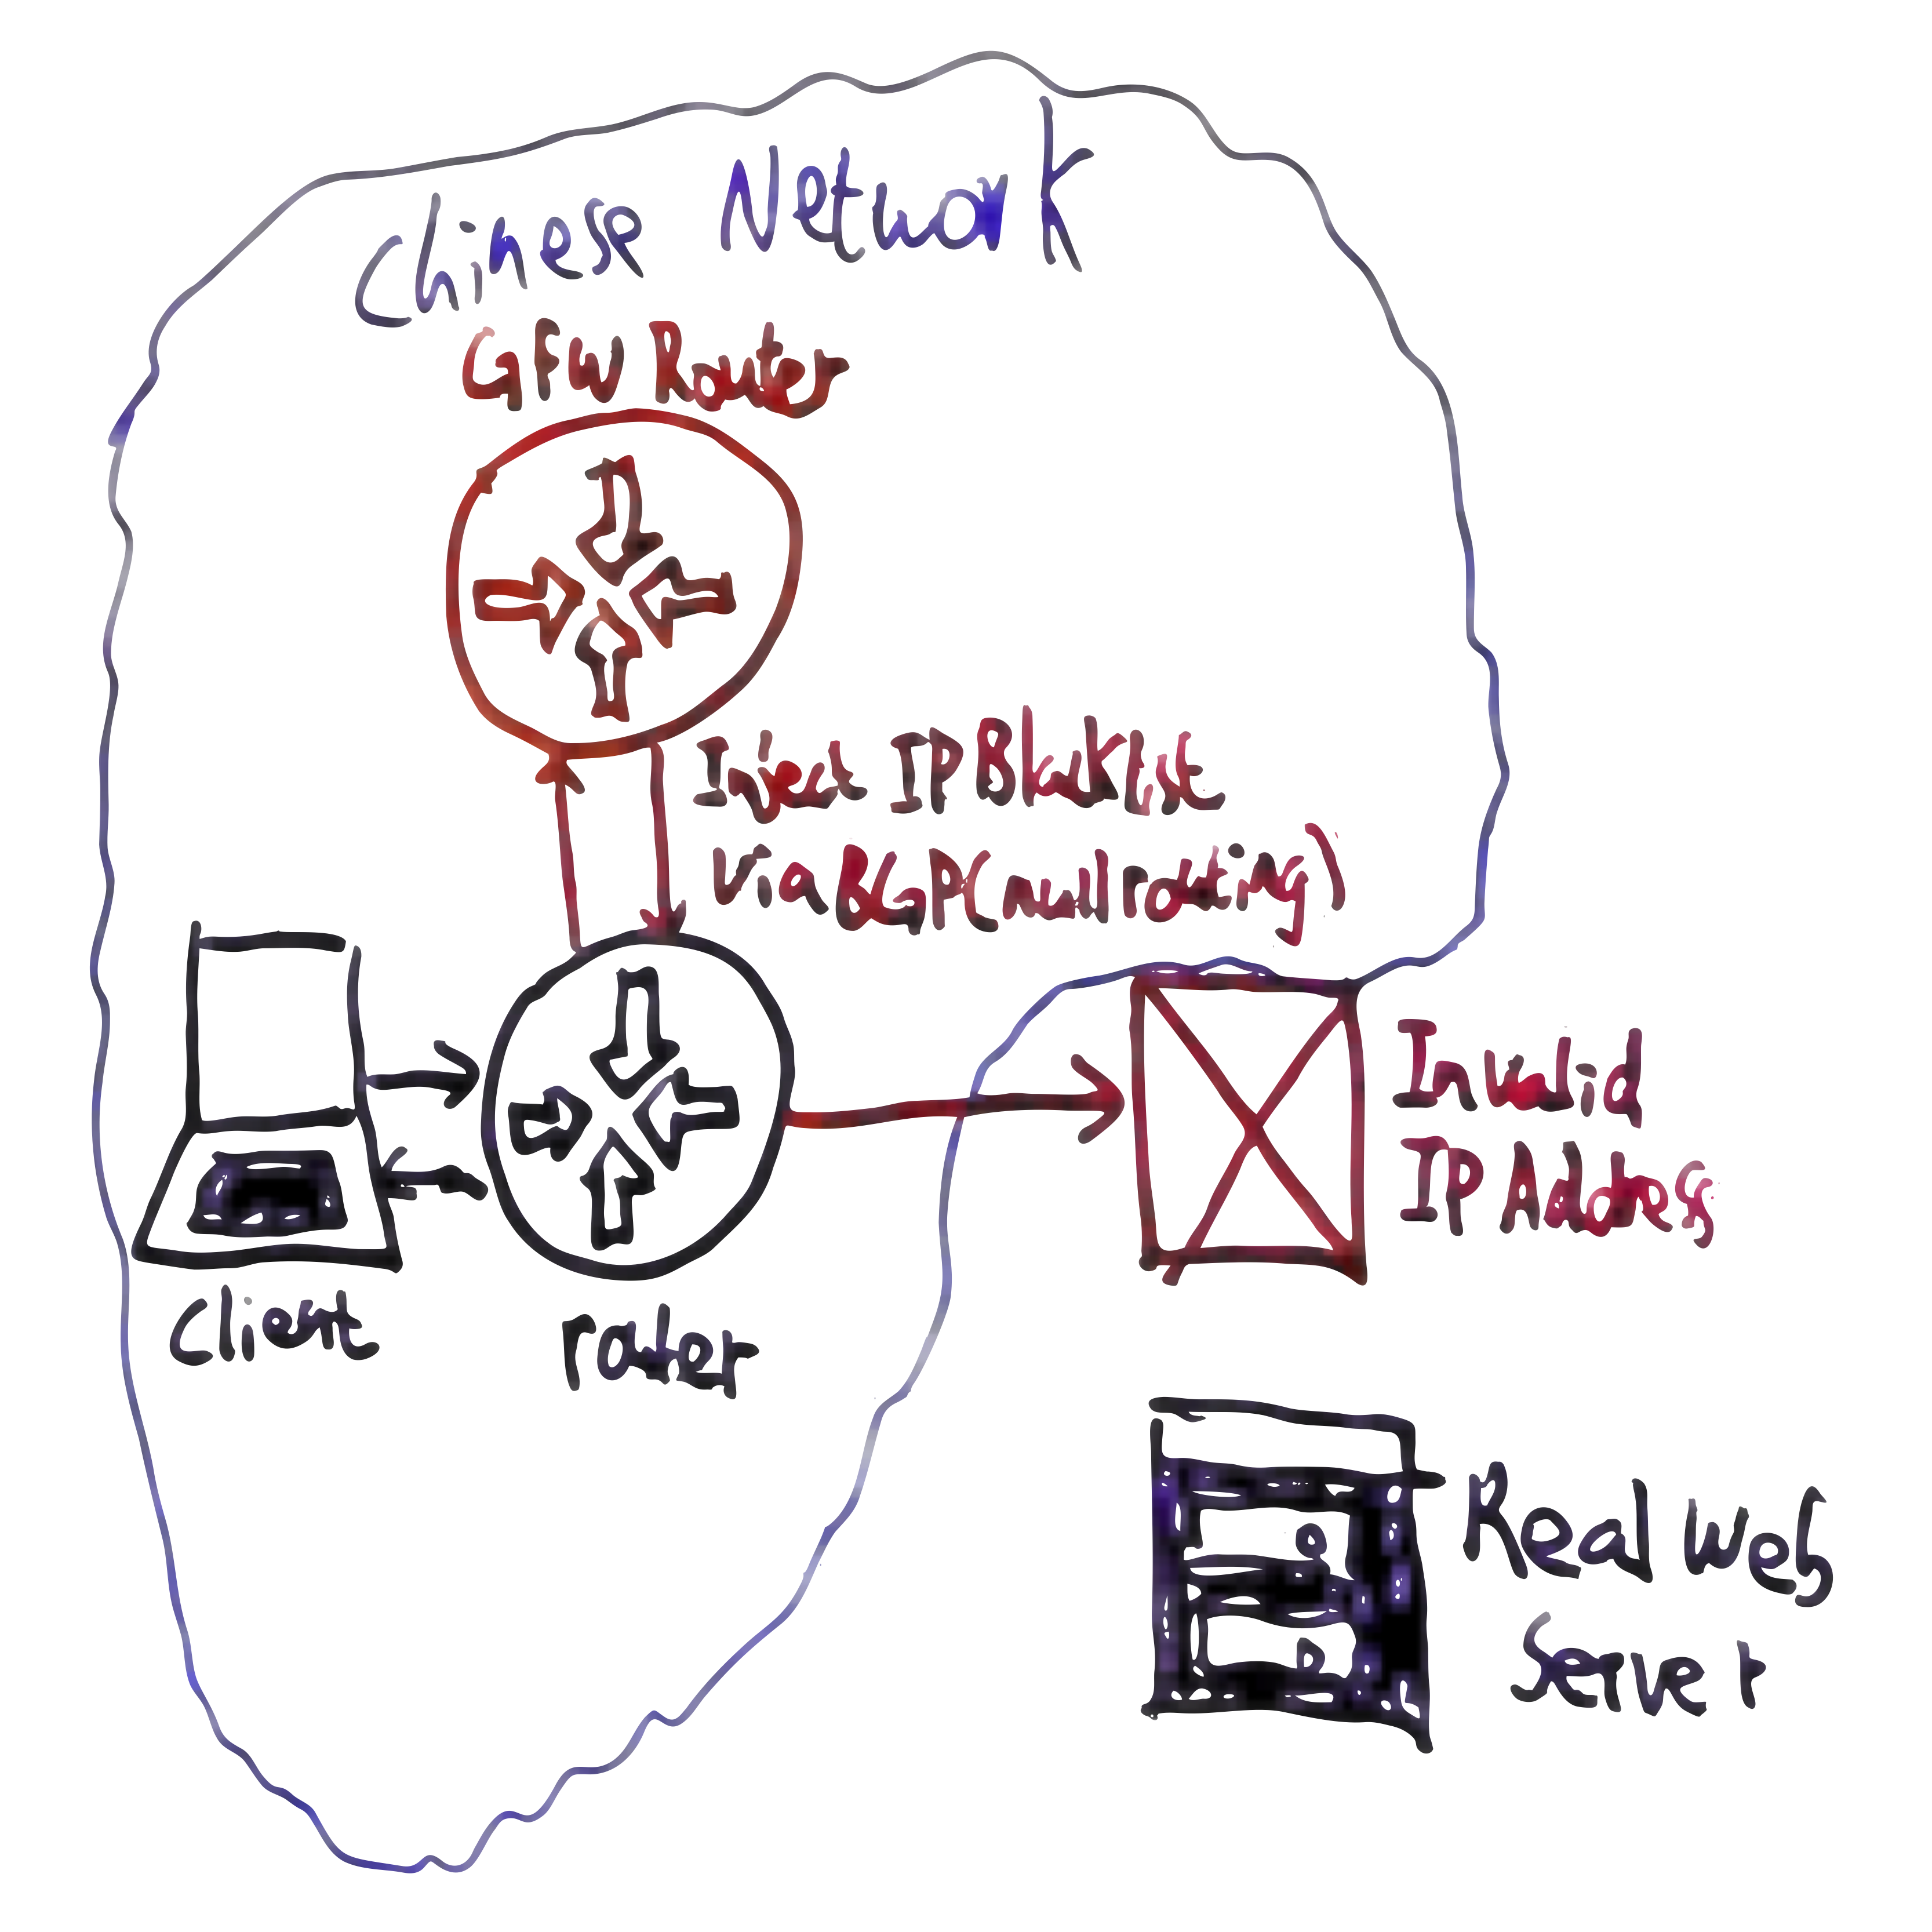 Chinese Network
GFW Router
Inject IP Blacklist
Via BGP(null routing)
Invalid
IP Address
Client
router
Real Web
Server